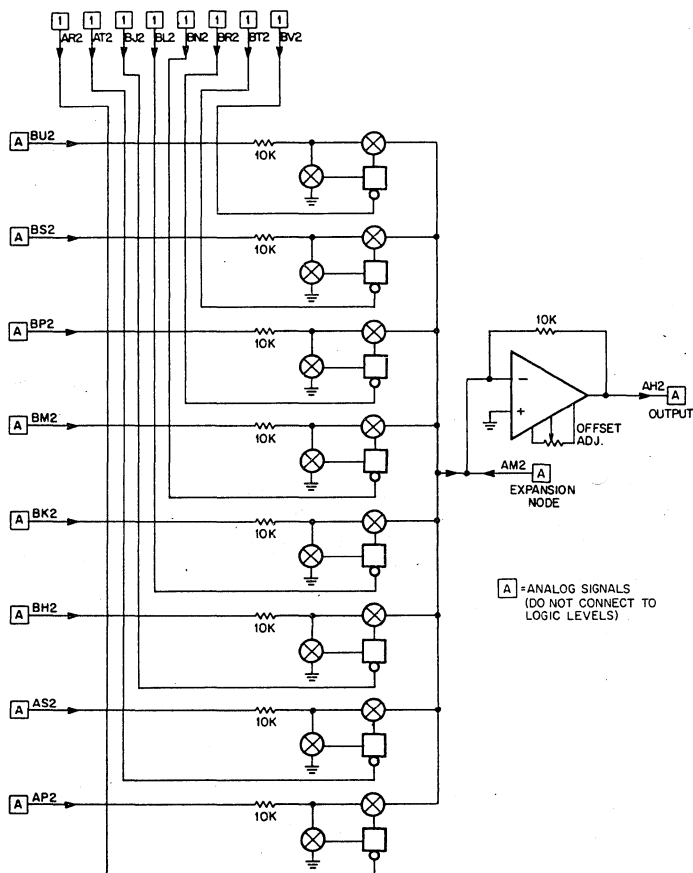 1 1 1 1 1 1 1 1
AR2 AT2 BJ2 BL2 BN2 BR2 BT2 BV2
A BU2
10K
A BS2
10K
A BP2
10K
10K
- AH2 A
+ OFFSET ADJ. OUTPUT
A BM2
10K
AM2 A
EXPANSION
NODE
A BK2
10K
A =ANALOG SIGNALS
(DO NOT CONNECT TO
LOGIC LEVELS)
A BH2
10K
A AS2
10K
A AP2
10K